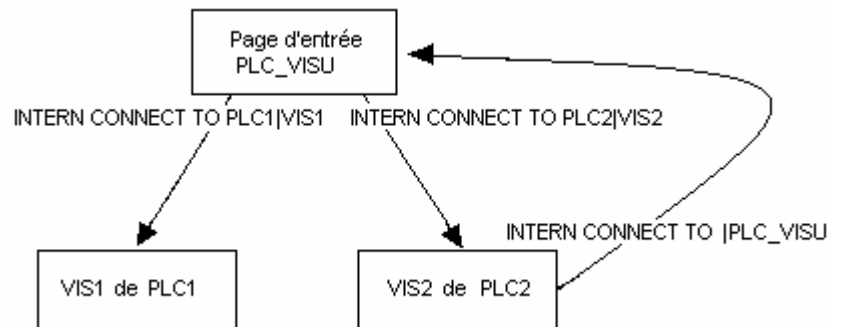 Page d'entrée
PLC_VISU
INTERN CONNECT TO PLC1|VIS1
INTERN CONNECT TO PLC2|VIS2
INTERN CONNECT TO |PLC_VISU
VIS1 de PLC1
VIS2 de PLC2